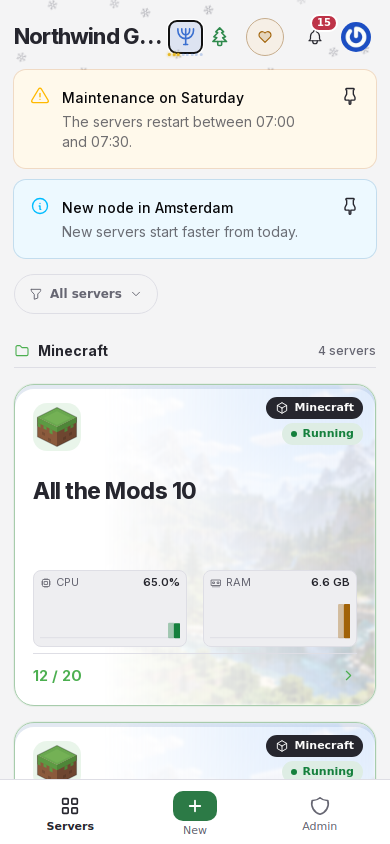 Northwind G...
15
Maintenance on Saturday
The servers restart between 07:00
and 07:30.
New node in Amsterdam
New servers start faster from today.
All servers
Minecraft
4 servers
Minecraft
Running
All the Mods 10
CPU
65.0%
RAM
6.6 GB
12 / 20
Minecraft
Running
Servers
New
Admin